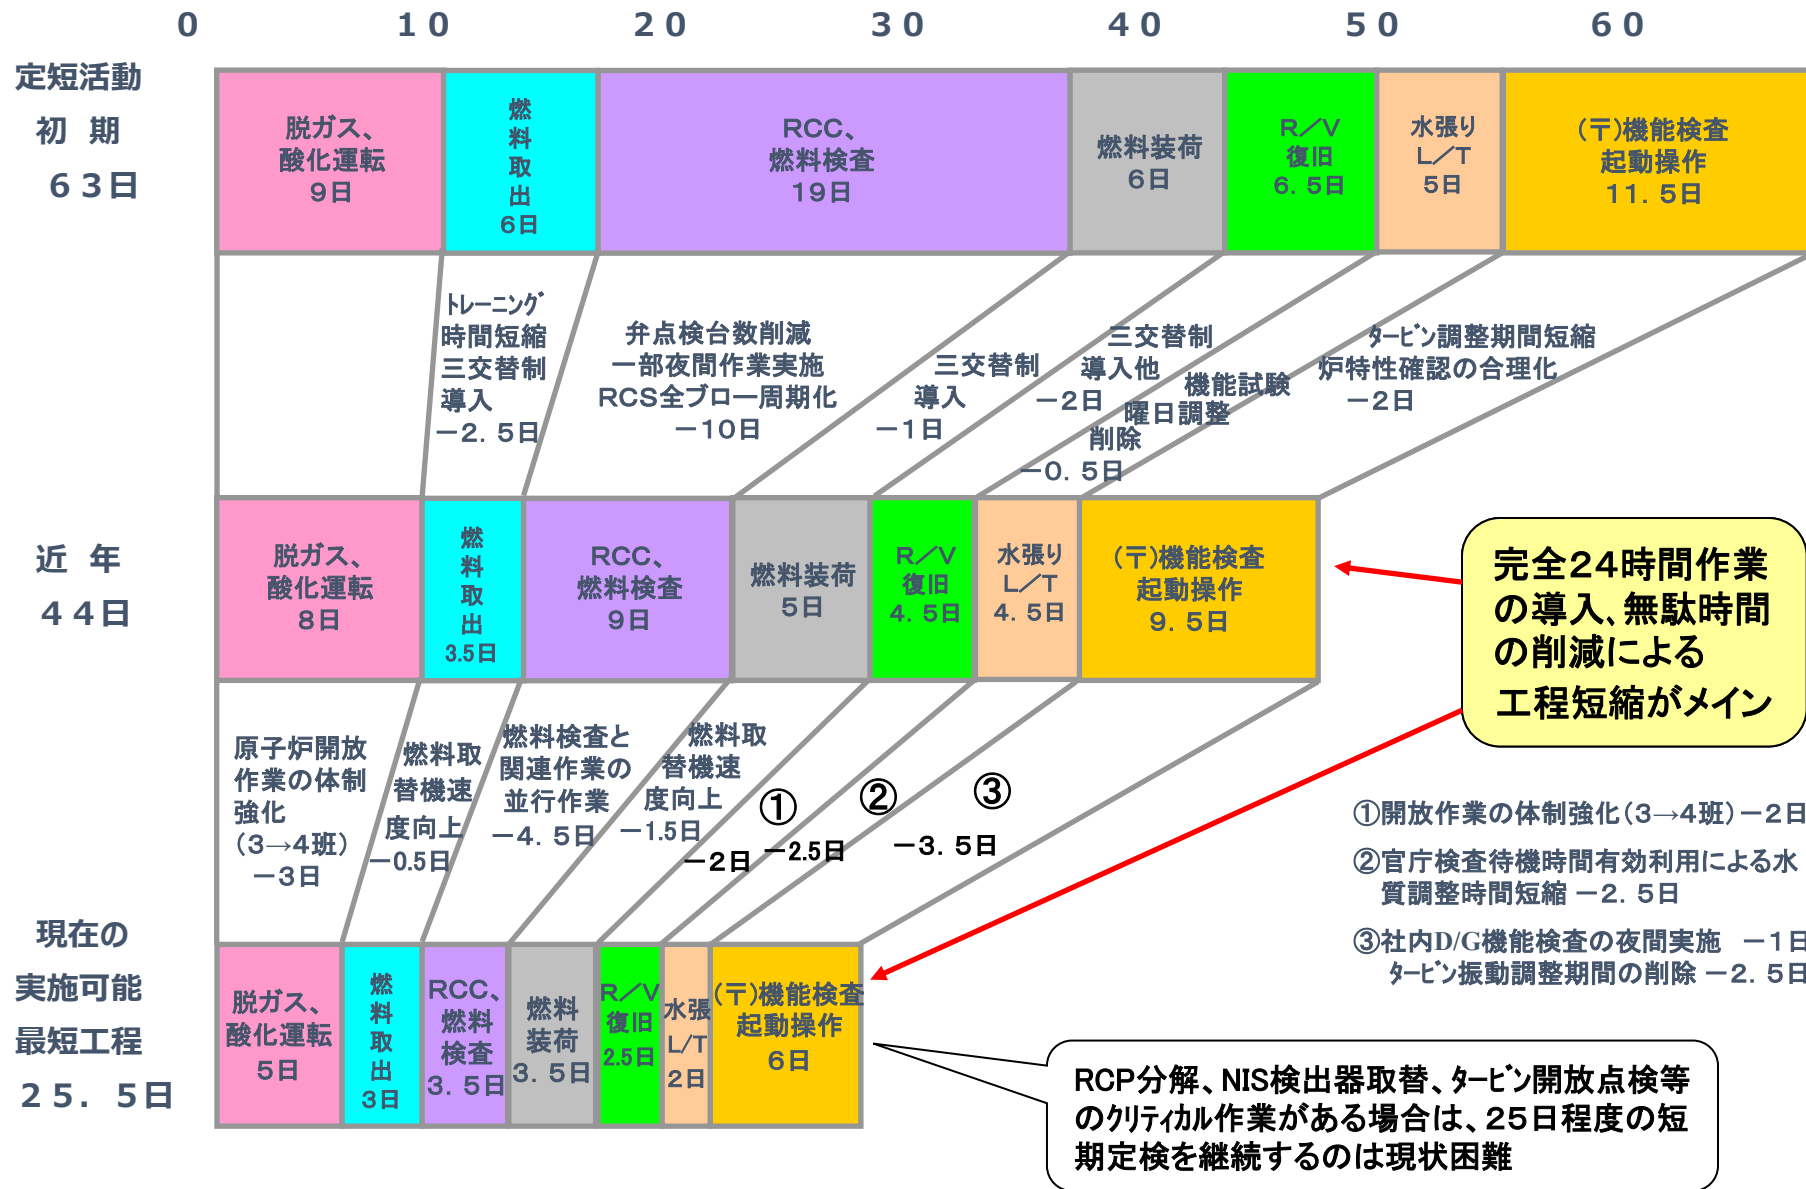 0 10 20 30 40 50 60
定短活動
初 期
63日
脱ガス、
酸化運転
9日
燃
料
取
出
6日
RCC、
燃料検査
19日
燃料装荷
6日
R／V
復旧
6.5日
水張り
L／T
5日
(〒)機能検査
起動操作
11.5日
トレーニング
時間短縮
三交替制
導入
－2.5日
弁点検台数削減
一部夜間作業実施
RCS全ブロー周期化
－10日
三交替制
導入
－1日
三交替制
導入他
－2日
機能試験
曜日調整
削除
－0.5日
タービン調整期間短縮
炉特性確認の合理化
－2日
近 年
44日
脱ガス、
酸化運転
8日
燃
料
取
出
3.5日
RCC、
燃料検査
9日
燃料装荷
5日
R／V
復旧
4.5日
水張り
L／T
4.5日
(〒)機能検査
起動操作
9.5日
完全24時間作業
の導入、無駄時間
の削減による
工程短縮がメイン
原子炉開放
作業の体制
強化
(3→4班)
－3日
燃料取
替機速
度向上
－0.5日
燃料検査と
関連作業の
並行作業
－4.5日
燃料取
替機速
度向上
－1.5日
①
－2日
②
－2.5日
③
－3.5日
①開放作業の体制強化(3→4班)－2日
②官庁検査待機時間有効利用による水
質調整時間短縮 －2.5日
③社内D/G機能検査の夜間実施 －1日
タービン振動調整期間の削除 －2.5日
現在の
実施可能
最短工程
25．5日
脱ガス、
酸化運転
5日
燃
料
取
出
3日
RCC、
燃料
検査
3.5日
燃料
装荷
3.5日
R／V
復旧
2.5日
水張
L/T
2日
(〒)機能検査
起動操作
6日
RCP分解、NIS検出器取替、タービン開放点検等
のクリティカル作業がある場合は、25日程度の短
期定検を継続するのは現状困難